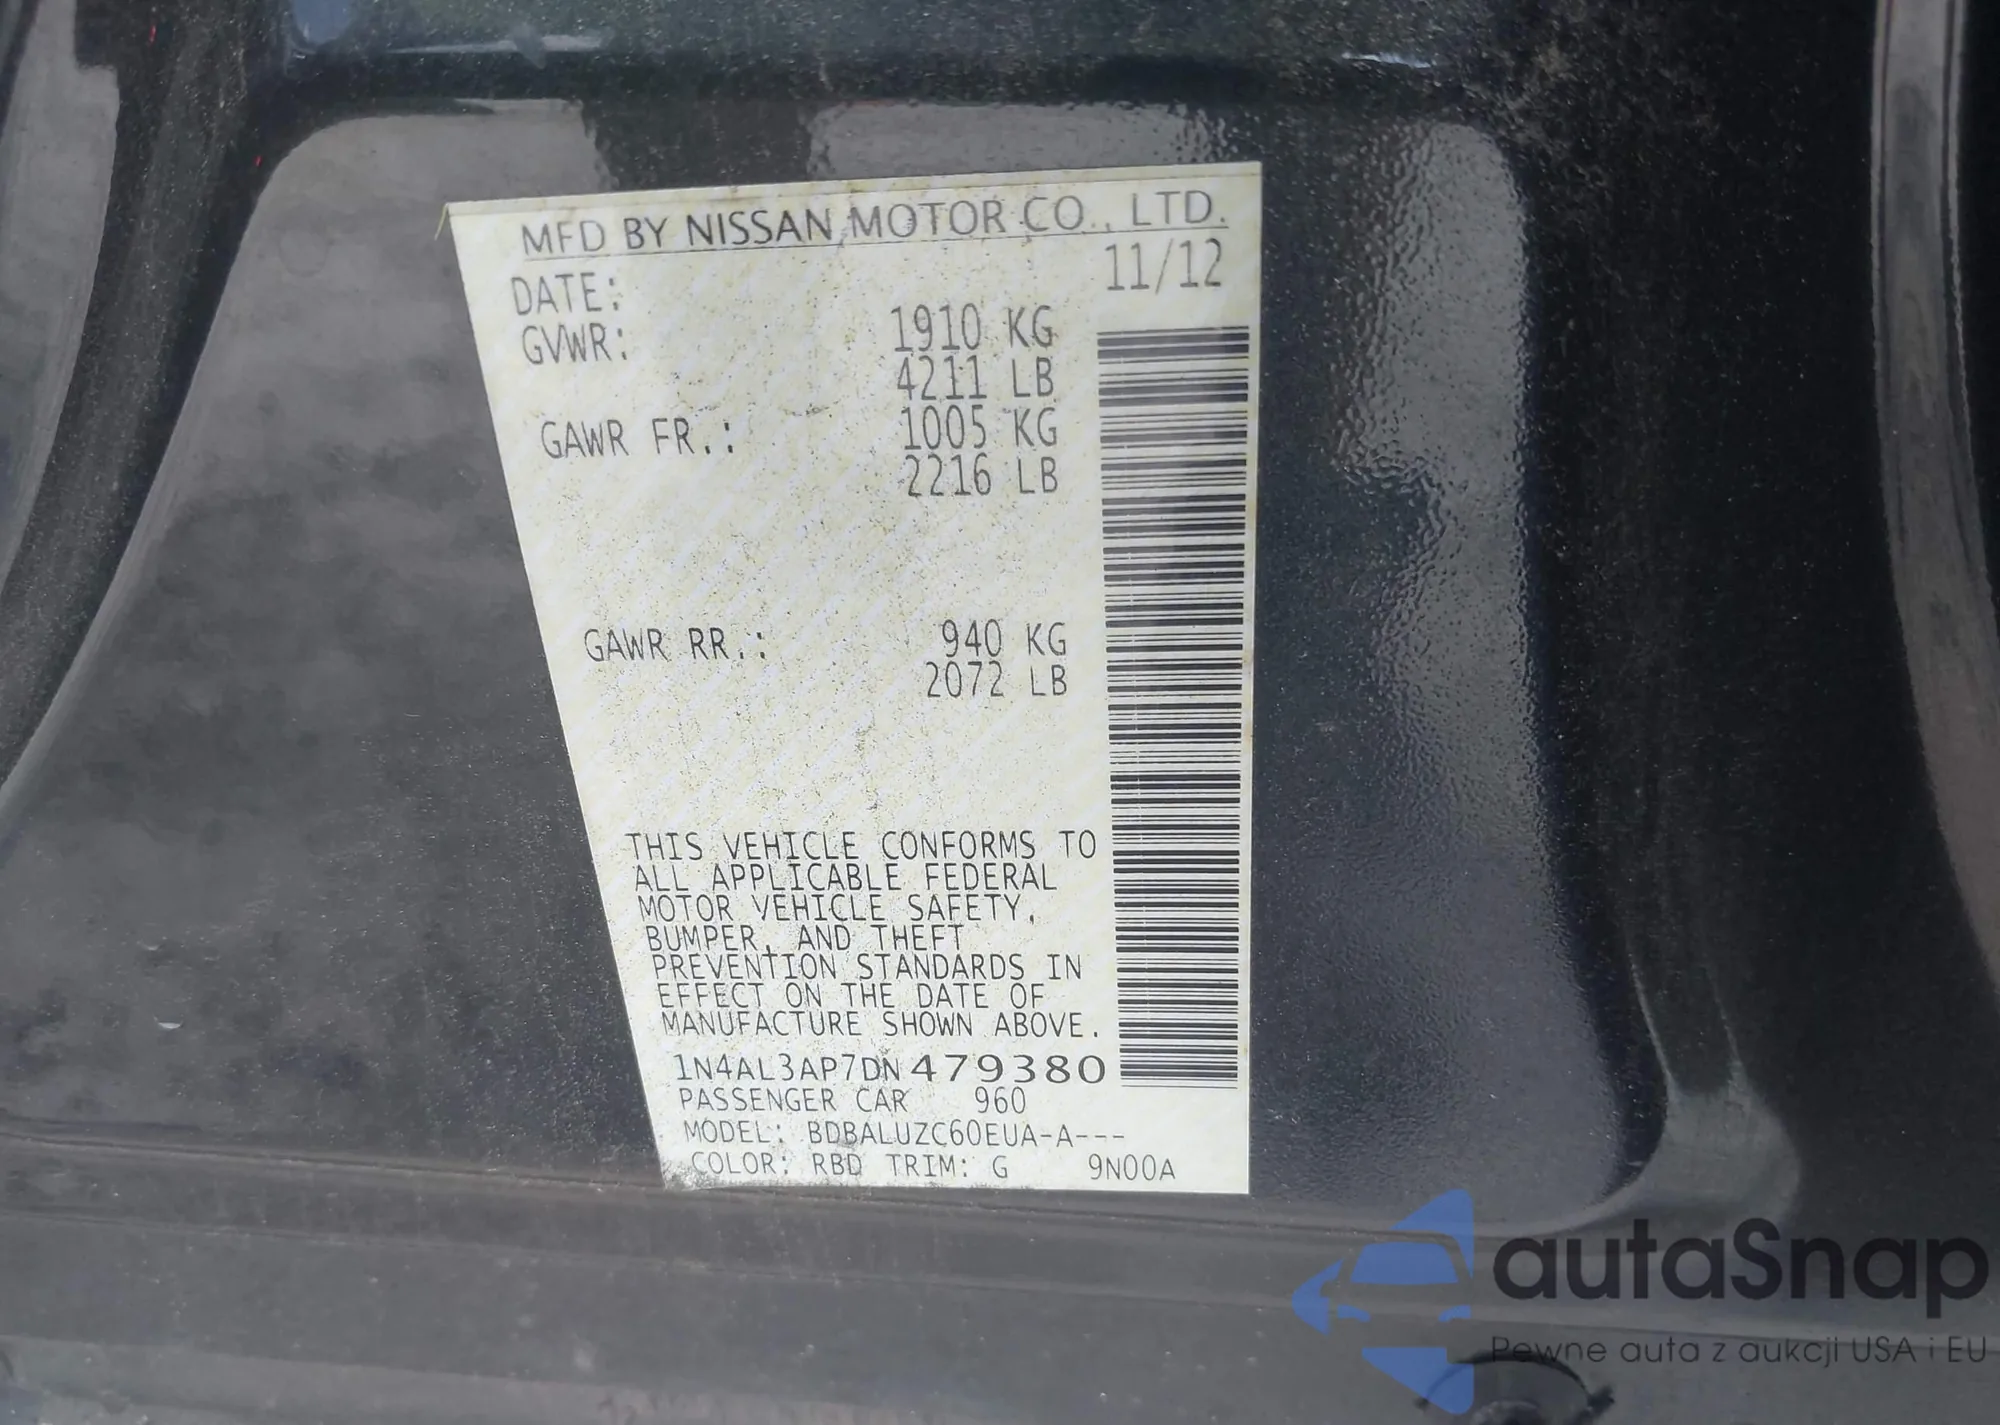 MFD BY NISSAN MOTOR CO., LTD.
DATE: 11/12
GVWR: 1910 KG
4211 LB
GAWR FR.: 1005 KG
2216 LB
GAWR RR.: 940 KG
2072 LB
THIS VEHICLE CONFORMS TO
ALL APPLICABLE FEDERAL
MOTOR VEHICLE SAFETY,
BUMPER, AND THEFT
PREVENTION STANDARDS IN
EFFECT ON THE DATE OF
MANUFACTURE SHOWN ABOVE.
1N4AL3AP7DN479380
PASSENGER CAR 960
MODEL: BDBALUZC60EUA-A---
COLOR: RBD TRIM: G 9N00A
autaSnap
Pewne auta z aukcji USA i EU